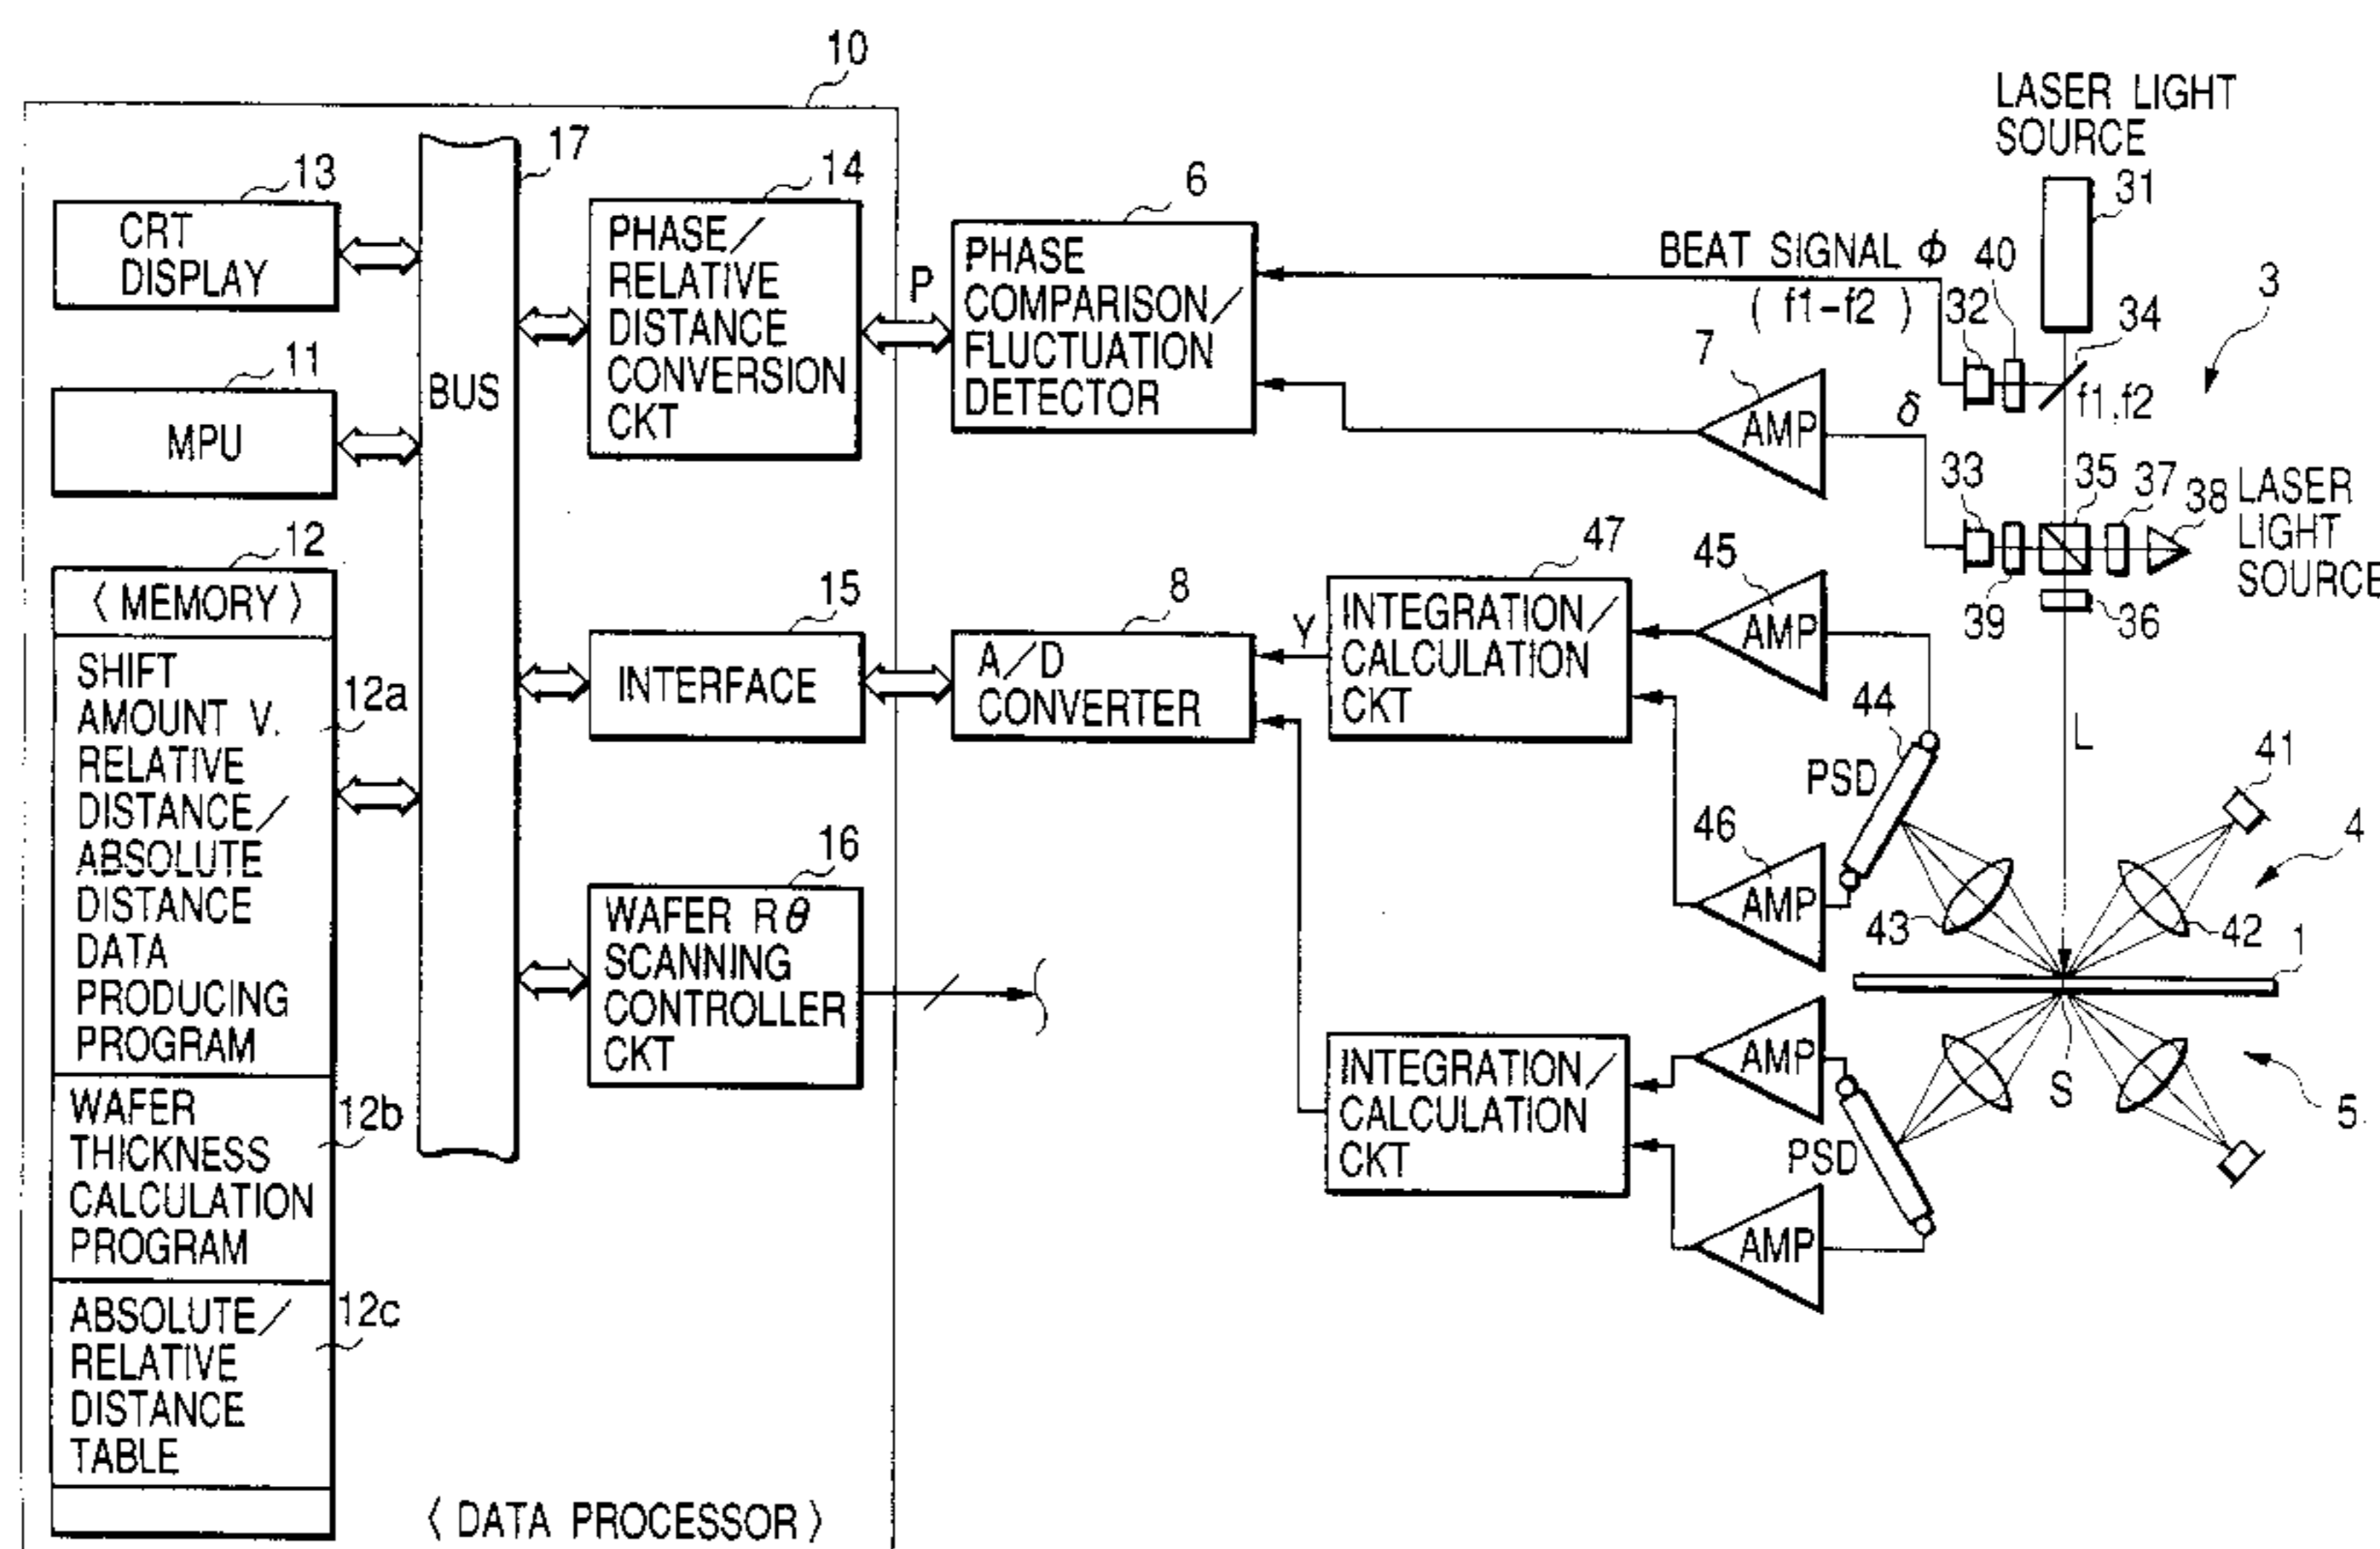 10
13
CRT
DISPLAY
11
MPU
12
〈 MEMORY 〉
SHIFT
AMOUNT V.
RELATIVE
DISTANCE/
ABSOLUTE
DISTANCE
DATA
PRODUCING
PROGRAM
12a
WAFER
THICKNESS
CALCULATION
PROGRAM
12b
ABSOLUTE/
RELATIVE
DISTANCE
TABLE
12c
17
BUS
14
PHASE/
RELATIVE
DISTANCE
CONVERSION
CKT
P
15
INTERFACE
16
WAFER Rθ
SCANNING
CONTROLLER
CKT
〈 DATA PROCESSOR 〉
6
PHASE
COMPARISON/
FLUCTUATION
DETECTOR
8
A/D
CONVERTER
Y
47
INTEGRATION/
CALCULATION
CKT
INTEGRATION/
CALCULATION
CKT
BEAT SIGNAL ϕ
( f1-f2 )
7
AMP
δ
45
AMP
46
AMP
AMP
AMP
44
PSD
PSD
LASER LIGHT
SOURCE
31
32
40
34
f1.f2
3
33
39
35
37
38
LASER
LIGHT
SOURCE
36
L
41
4
43
42
1
S
5